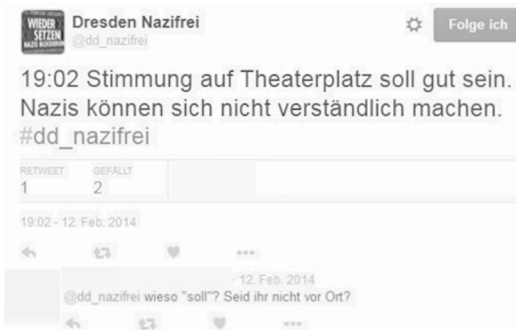 WIEDER
SETZEN
NAZIS BLOCKIEREN
Dresden Nazifrei
@dd_nazifrei
Folge ich
19:02 Stimmung auf Theaterplatz soll gut sein.
Nazis können sich nicht verständlich machen.
#dd_nazifrei
RETWEET GEFÄLLT
1 2
19:02 - 12. Feb. 2014
12. Feb. 2014
@dd_nazifrei wieso "soll"? Seid ihr nicht vor Ort?